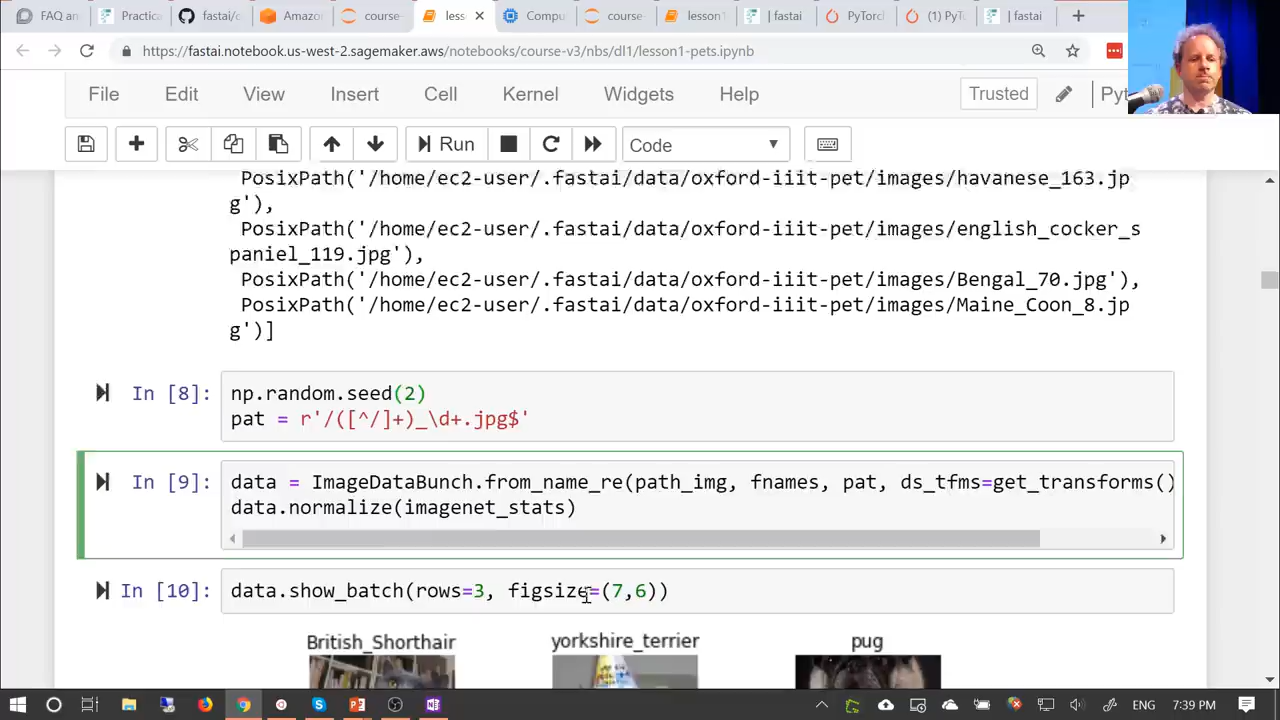 FAQ an
Practica
fastai/
Amazon
course-
less
Compu
course-
lesson1
| fastai
PyTorc
(1) PyT
| fastai
https://fastai.notebook.us-west-2.sagemaker.aws/notebooks/course-v3/nbs/dl1/lesson1-pets.ipynb
File Edit View Insert Cell Kernel Widgets Help Trusted Pyt
Run Code
PosixPath('/home/ec2-user/.fastai/data/oxford-iiit-pet/images/havanese_163.jp
g'),
PosixPath('/home/ec2-user/.fastai/data/oxford-iiit-pet/images/english_cocker_s
paniel_119.jpg'),
PosixPath('/home/ec2-user/.fastai/data/oxford-iiit-pet/images/Bengal_70.jpg'),
PosixPath('/home/ec2-user/.fastai/data/oxford-iiit-pet/images/Maine_Coon_8.jp
g')]
In [8]: np.random.seed(2)
pat = r'/([^/]+)_\d+.jpg$'
In [9]: data = ImageDataBunch.from_name_re(path_img, fnames, pat, ds_tfms=get_transforms()
data.normalize(imagenet_stats)
In [10]: data.show_batch(rows=3, figsize=(7,6))
British_Shorthair yorkshire_terrier pug
ENG 7:39 PM